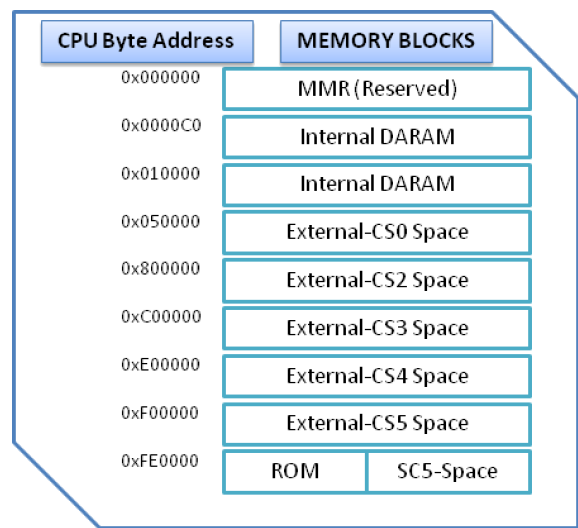 CPU Byte Address MEMORY BLOCKS
0x000000 MMR (Reserved)
0x0000C0 Internal DARAM
0x010000 Internal DARAM
0x050000 External-CS0 Space
0x800000 External-CS2 Space
0xC00000 External-CS3 Space
0xE00000 External-CS4 Space
0xF00000 External-CS5 Space
0xFE0000 ROM SC5-Space